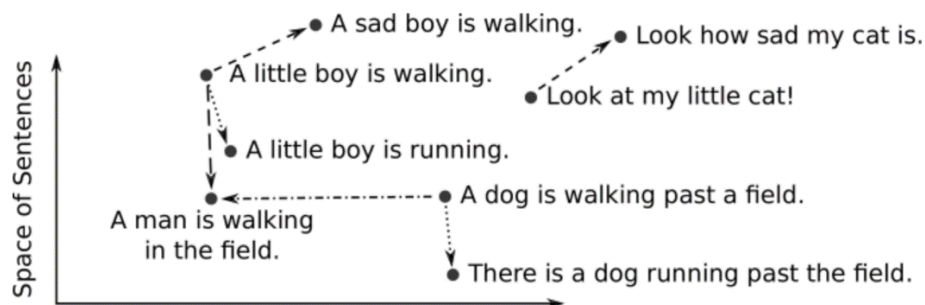 A sad boy is walking.
Look how sad my cat is.
A little boy is walking.
Look at my little cat!
A little boy is running.
A dog is walking past a field.
A man is walking
in the field.
There is a dog running past the field.
Space of Sentences